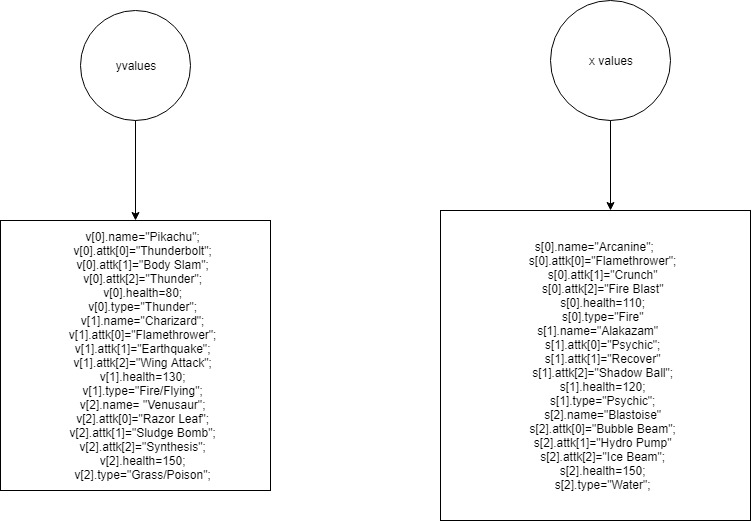 yvalues
v[0].name="Pikachu";
v[0].attk[0]="Thunderbolt";
v[0].attk[1]="Body Slam";
v[0].attk[2]="Thunder";
v[0].health=80;
v[0].type="Thunder";
v[1].name="Charizard";
v[1].attk[0]="Flamethrower";
v[1].attk[1]="Earthquake";
v[1].attk[2]="Wing Attack";
v[1].health=130;
v[1].type="Fire/Flying";
v[2].name= "Venusaur";
v[2].attk[0]="Razor Leaf";
v[2].attk[1]="Sludge Bomb";
v[2].attk[2]="Synthesis";
v[2].health=150;
v[2].type="Grass/Poison";
x values
s[0].name="Arcanine";
s[0].attk[0]="Flamethrower";
s[0].attk[1]="Crunch"
s[0].attk[2]="Fire Blast"
s[0].health=110;
s[0].type="Fire"
s[1].name="Alakazam"
s[1].attk[0]="Psychic";
s[1].attk[1]="Recover"
s[1].attk[2]="Shadow Ball";
s[1].health=120;
s[1].type="Psychic";
s[2].name="Blastoise"
s[2].attk[0]="Bubble Beam";
s[2].attk[1]="Hydro Pump"
s[2].attk[2]="Ice Beam";
s[2].health=150;
s[2].type="Water";